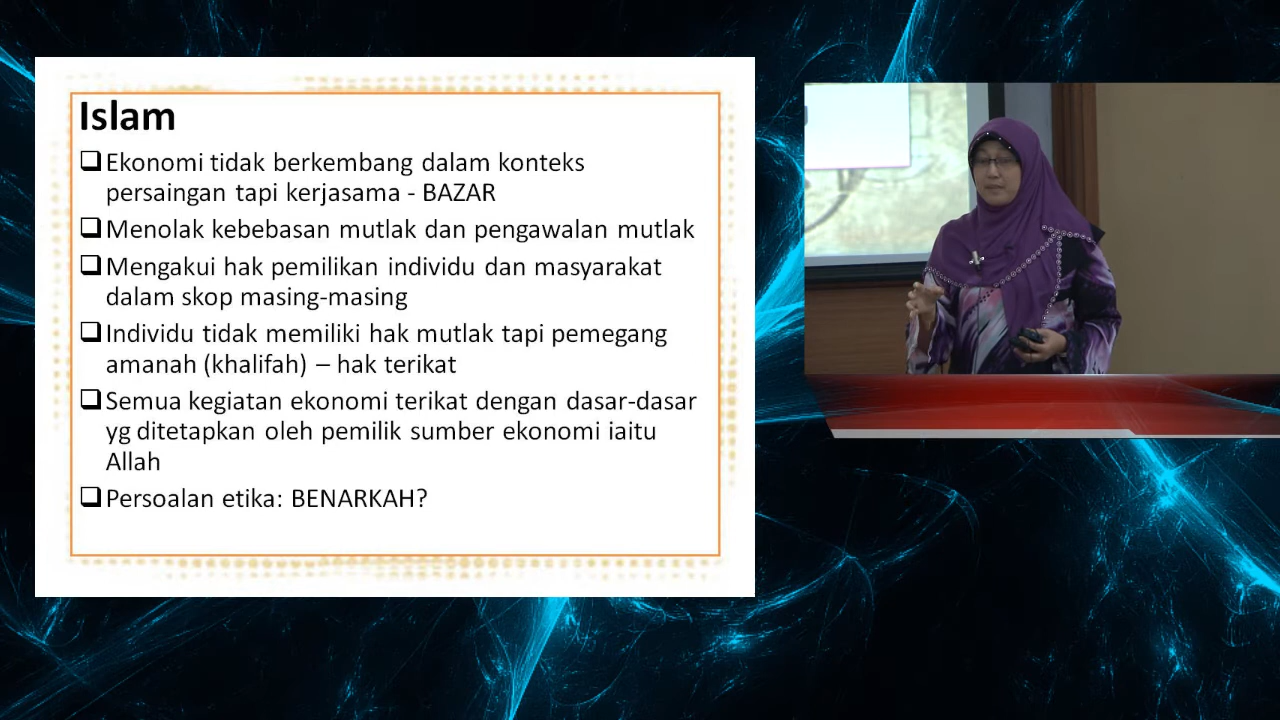 Islam
Ekonomi tidak berkembang dalam konteks
persaingan tapi kerjasama - BAZAR
Menolak kebebasan mutlak dan pengawalan mutlak
Mengakui hak pemilikan individu dan masyarakat
dalam skop masing-masing
Individu tidak memiliki hak mutlak tapi pemegang
amanah (khalifah) – hak terikat
Semua kegiatan ekonomi terikat dengan dasar-dasar
yg ditetapkan oleh pemilik sumber ekonomi iaitu
Allah
Persoalan etika: BENARKAH?